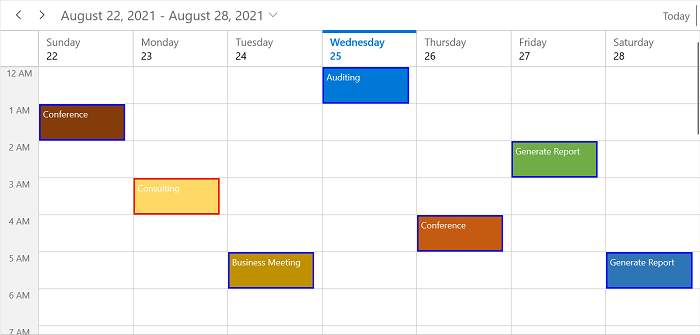 August 22, 2021 - August 28, 2021
Today
Sunday
22
Monday
23
Tuesday
24
Wednesday
25
Thursday
26
Friday
27
Saturday
28
12 AM
Auditing
1 AM
Conference
2 AM
Generate Report
3 AM
Consulting
4 AM
Conference
5 AM
Business Meeting
Generate Report
6 AM
7 AM